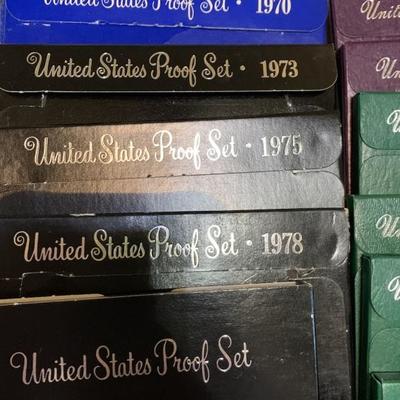 United States Proof Set · 1970
United States Proof Set · 1973
United States Proof Set · 1975
United States Proof Set · 1978
United States Proof Set
United